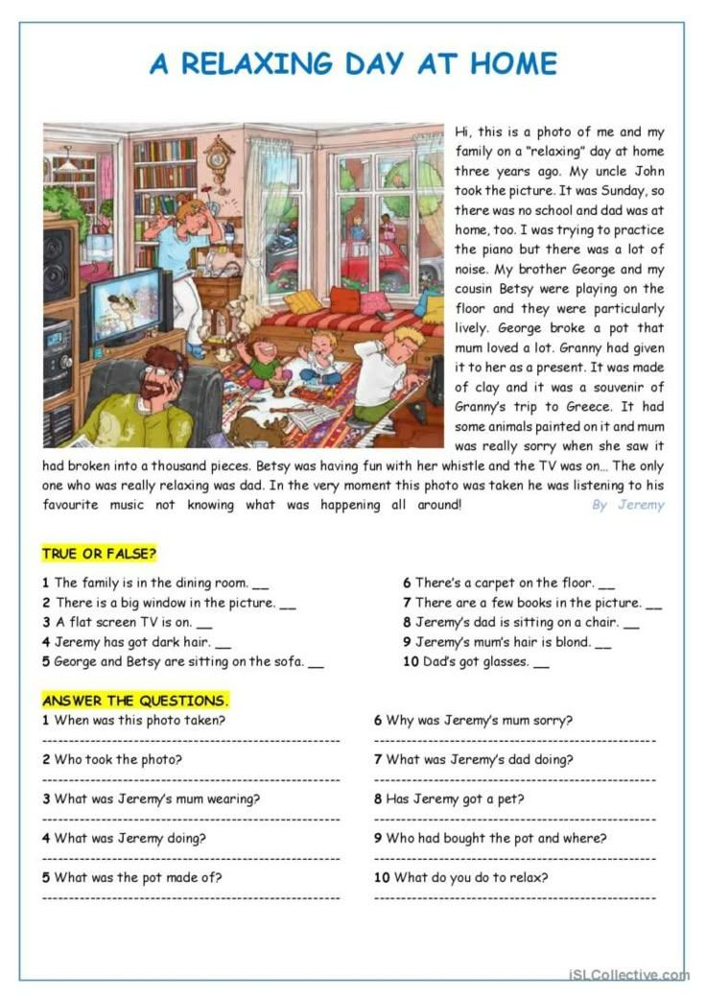 A RELAXING DAY AT HOME
Hi, this is a photo of me and my
family on a "relaxing" day at home
three years ago. My uncle John
took the picture. It was Sunday, so
there was no school and dad was at
home, too. I was trying to practice
the piano but there was a lot of
noise. My brother George and my
cousin Betsy were playing on the
floor and they were particularly
lively. George broke a pot that
mum loved a lot. Granny had given
it to her as a present. It was made
of clay and it was a souvenir of
Granny's trip to Greece. It had
some animals painted on it and mum
was really sorry when she saw it
had broken into a thousand pieces. Betsy was having fun with her whistle and the TV was on... The only
one who was really relaxing was dad. In the very moment this photo was taken he was listening to his
favourite music not knowing what was happening all around! By Jeremy
TRUE OR FALSE?
1 The family is in the dining room. __
2 There is a big window in the picture. __
3 A flat screen TV is on. __
4 Jeremy has got dark hair. __
5 George and Betsy are sitting on the sofa. __
6 There's a carpet on the floor. __
7 There are a few books in the picture. __
8 Jeremy's dad is sitting on a chair. __
9 Jeremy's mum's hair is blond. __
10 Dad's got glasses. __
ANSWER THE QUESTIONS.
1 When was this photo taken?
2 Who took the photo?
3 What was Jeremy's mum wearing?
4 What was Jeremy doing?
5 What was the pot made of?
6 Why was Jeremy's mum sorry?
7 What was Jeremy's dad doing?
8 Has Jeremy got a pet?
9 Who had bought the pot and where?
10 What do you do to relax?
iSLCollective.com